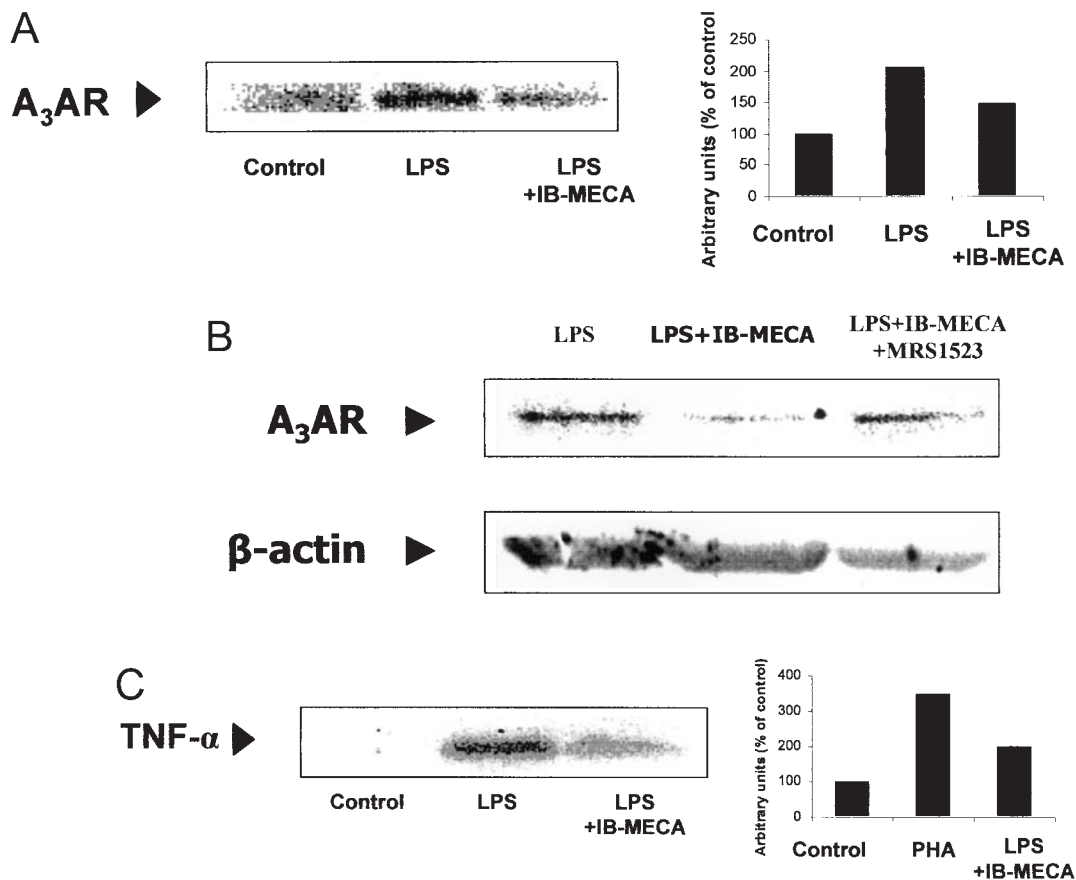 A
A₃AR
Control
LPS
LPS
+IB-MECA
Arbitrary units (% of control)
250
200
150
100
50
0
Control
LPS
LPS
+IB-MECA
B
LPS
LPS+IB-MECA
LPS+IB-MECA
+MRS1523
A₃AR
β-actin
C
TNF-α
Control
LPS
LPS
+IB-MECA
Arbitrary units (% of control)
400
300
200
100
0
Control
PHA
LPS
+IB-MECA